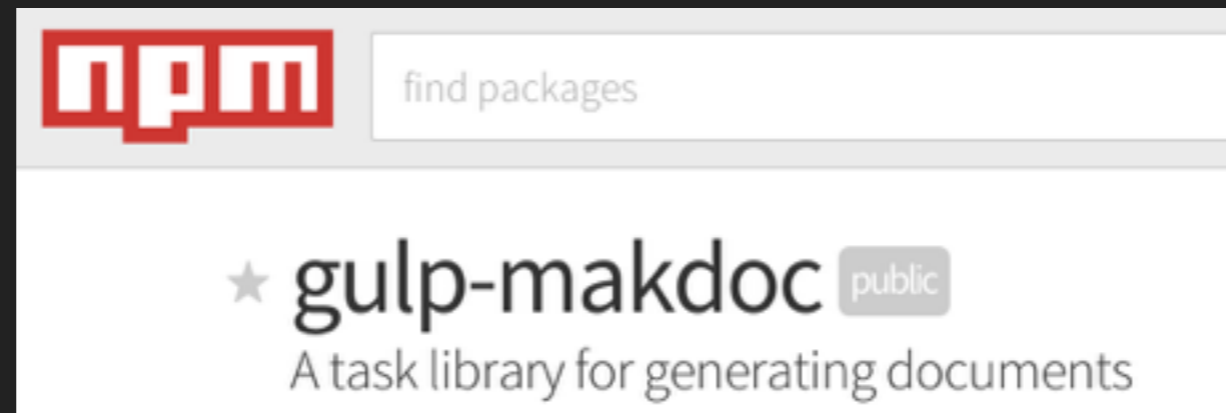 npm
find packages
gulp-makdoc public
A task library for generating documents